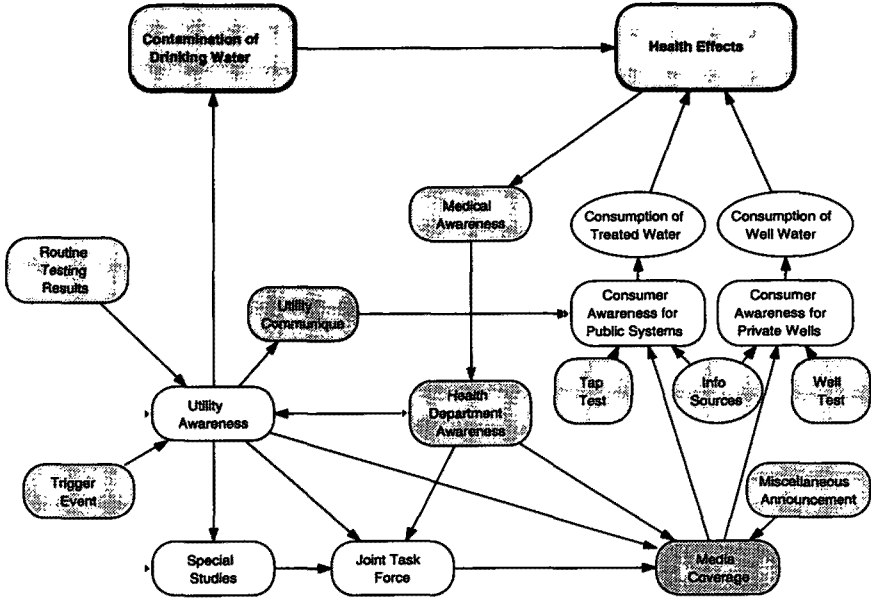 Contamination of
Drinking Water
Health Effects
Medical
Awareness
Consumption of
Treated Water
Consumption of
Well Water
Routine
Testing
Results
Utility
Communique
Consumer
Awareness for
Public Systems
Consumer
Awareness for
Private Wells
Tap
Test
Info
Sources
Well
Test
Utility
Awareness
Health
Department
Awareness
Trigger
Event
Miscellaneous
Announcement
Special
Studies
Joint Task
Force
Media
Coverage